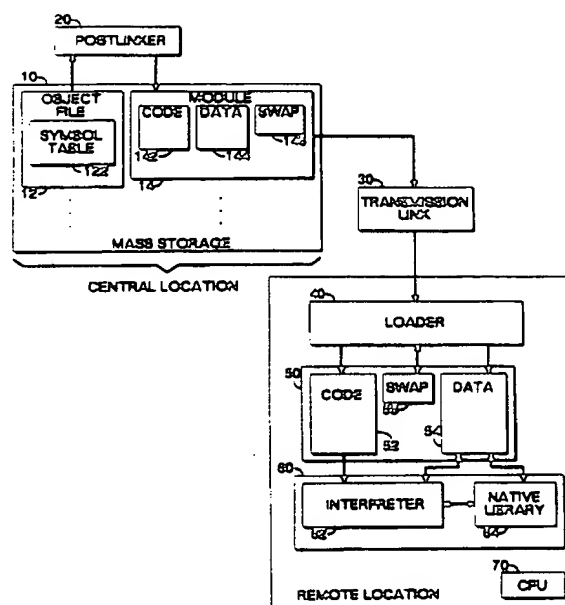 20
POSTLINKER
10
OBJECT
FILE
SYMBOL
TABLE
122
12
MODULE
CODE
DATA
SWAP
142
144
14
MASS STORAGE
CENTRAL LOCATION
30
TRANSMISSION
LINK
40
LOADER
50
CODE
SWAP
DATA
52
54
60
INTERPRETER
NATIVE
LIBRARY
62
64
70
CPU
REMOTE LOCATION